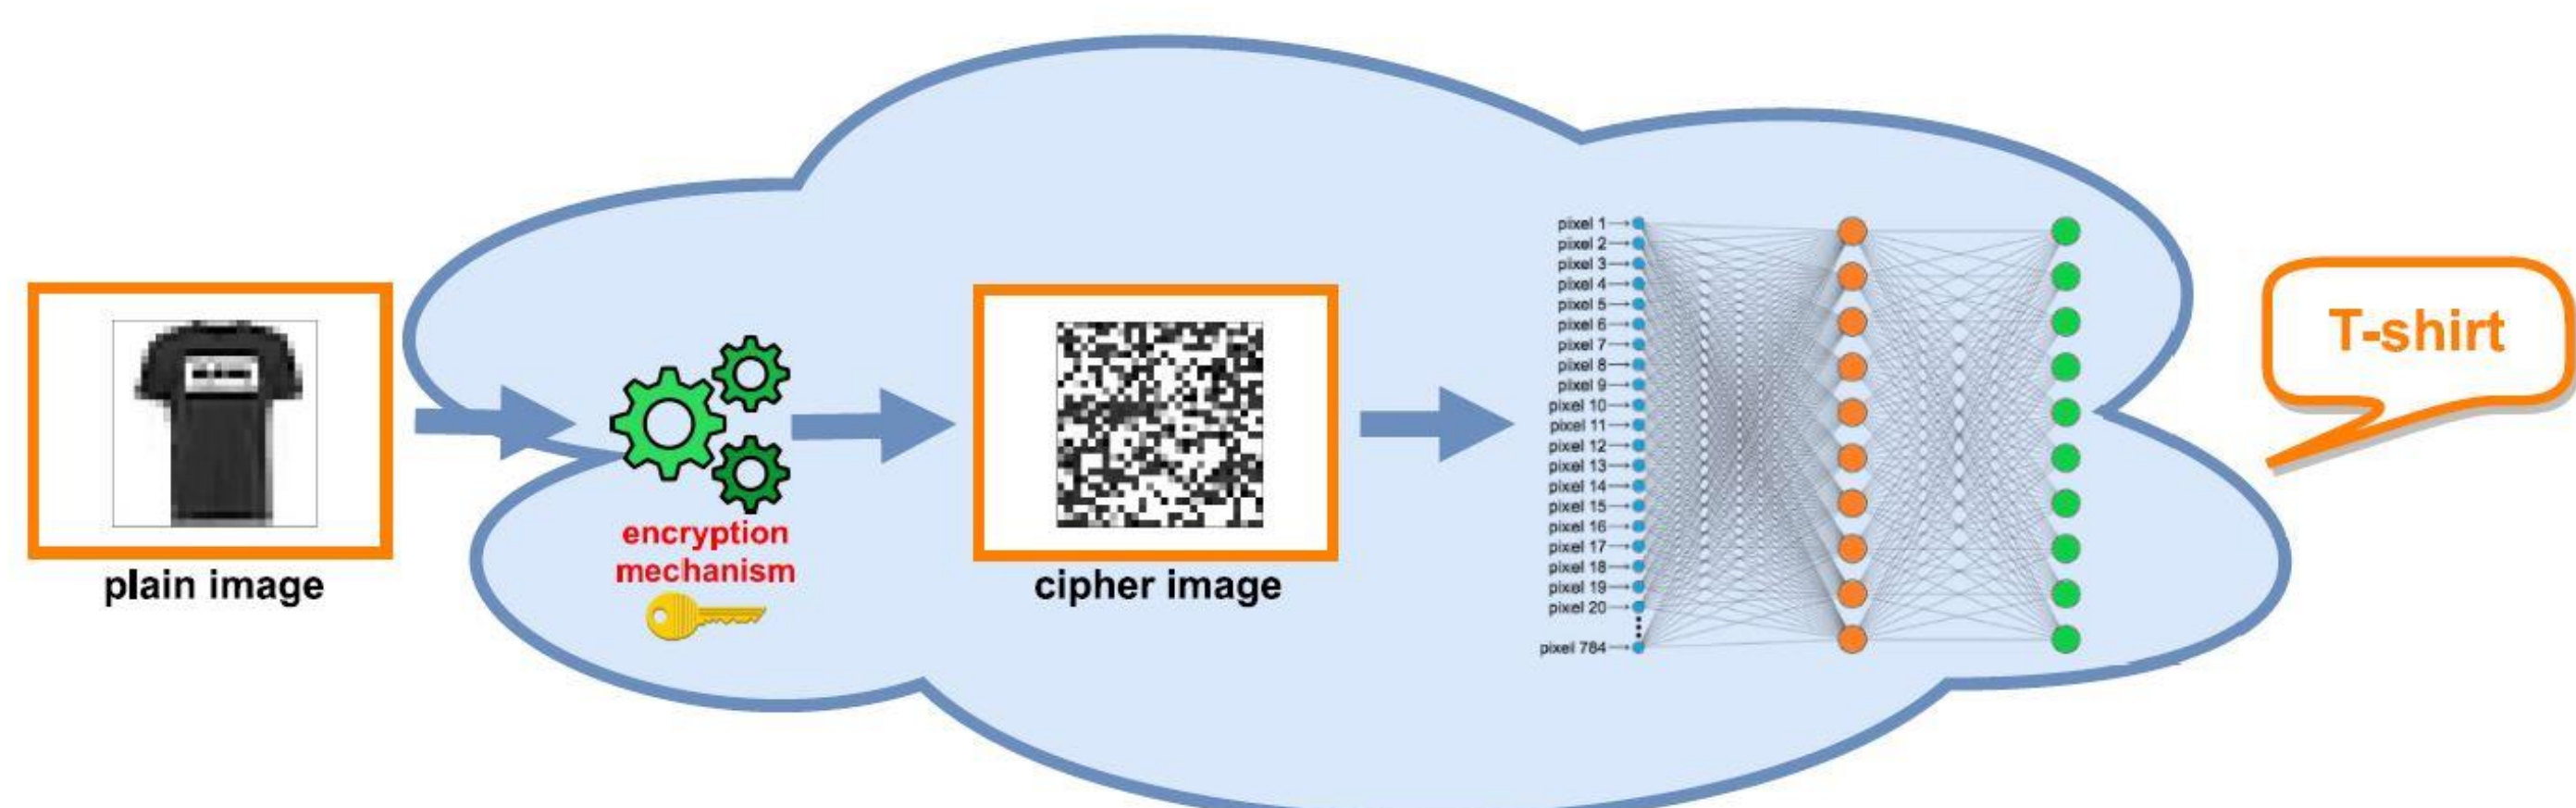 plain image
encryption
mechanism
cipher image
pixel 1
pixel 2
pixel 3
pixel 4
pixel 5
pixel 6
pixel 7
pixel 8
pixel 9
pixel 10
pixel 11
pixel 12
pixel 13
pixel 14
pixel 15
pixel 16
pixel 17
pixel 18
pixel 19
pixel 20
pixel 784
T-shirt